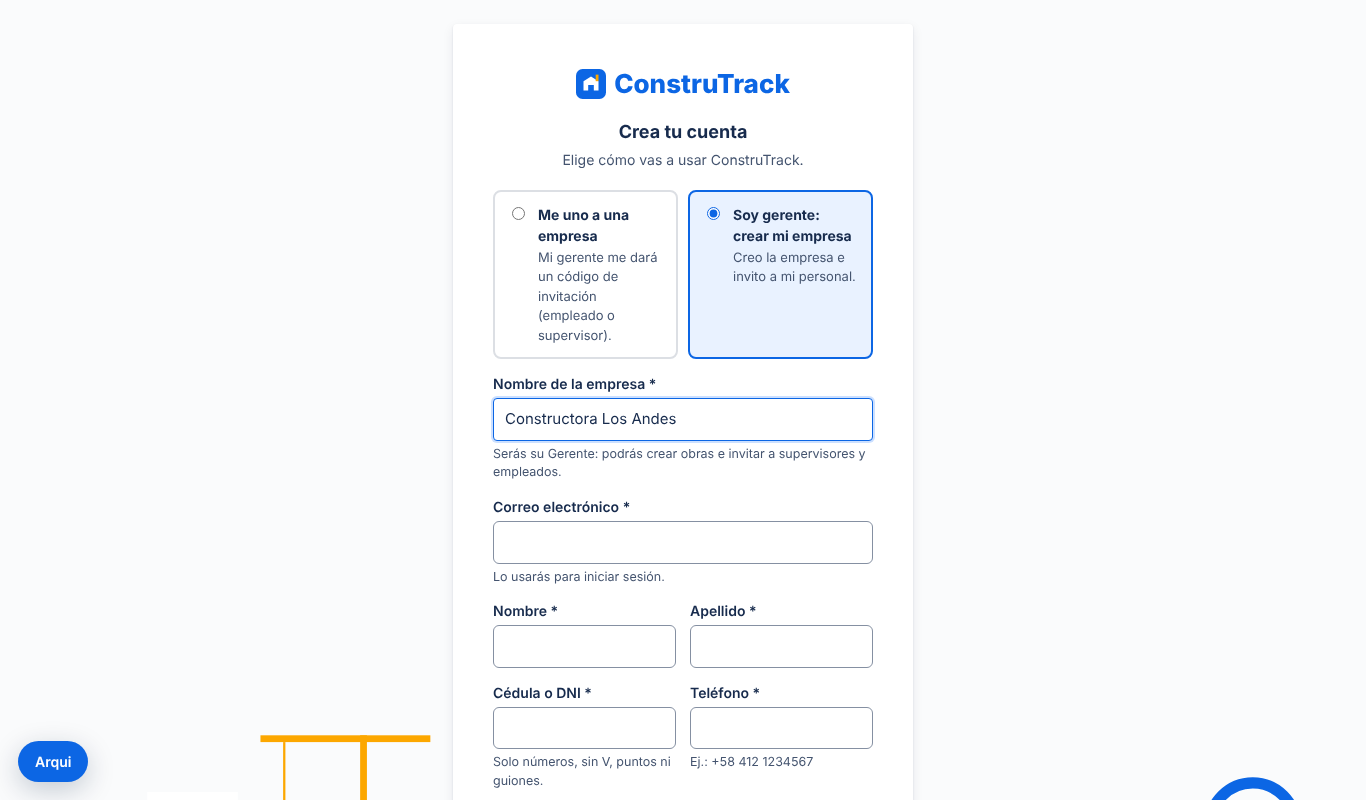 ConstruTrack
Crea tu cuenta
Elige cómo vas a usar ConstruTrack.
Me uno a una
empresa
Mi gerente me dará
un código de
invitación
(empleado o
supervisor).
Soy gerente:
crear mi empresa
Creo la empresa e
invito a mi personal.
Nombre de la empresa *
Constructora Los Andes
Serás su Gerente: podrás crear obras e invitar a supervisores y
empleados.
Correo electrónico *
Lo usarás para iniciar sesión.
Nombre *
Apellido *
Cédula o DNI *
Teléfono *
Solo números, sin V, puntos ni
guiones.
Ej.: +58 412 1234567
Arqui